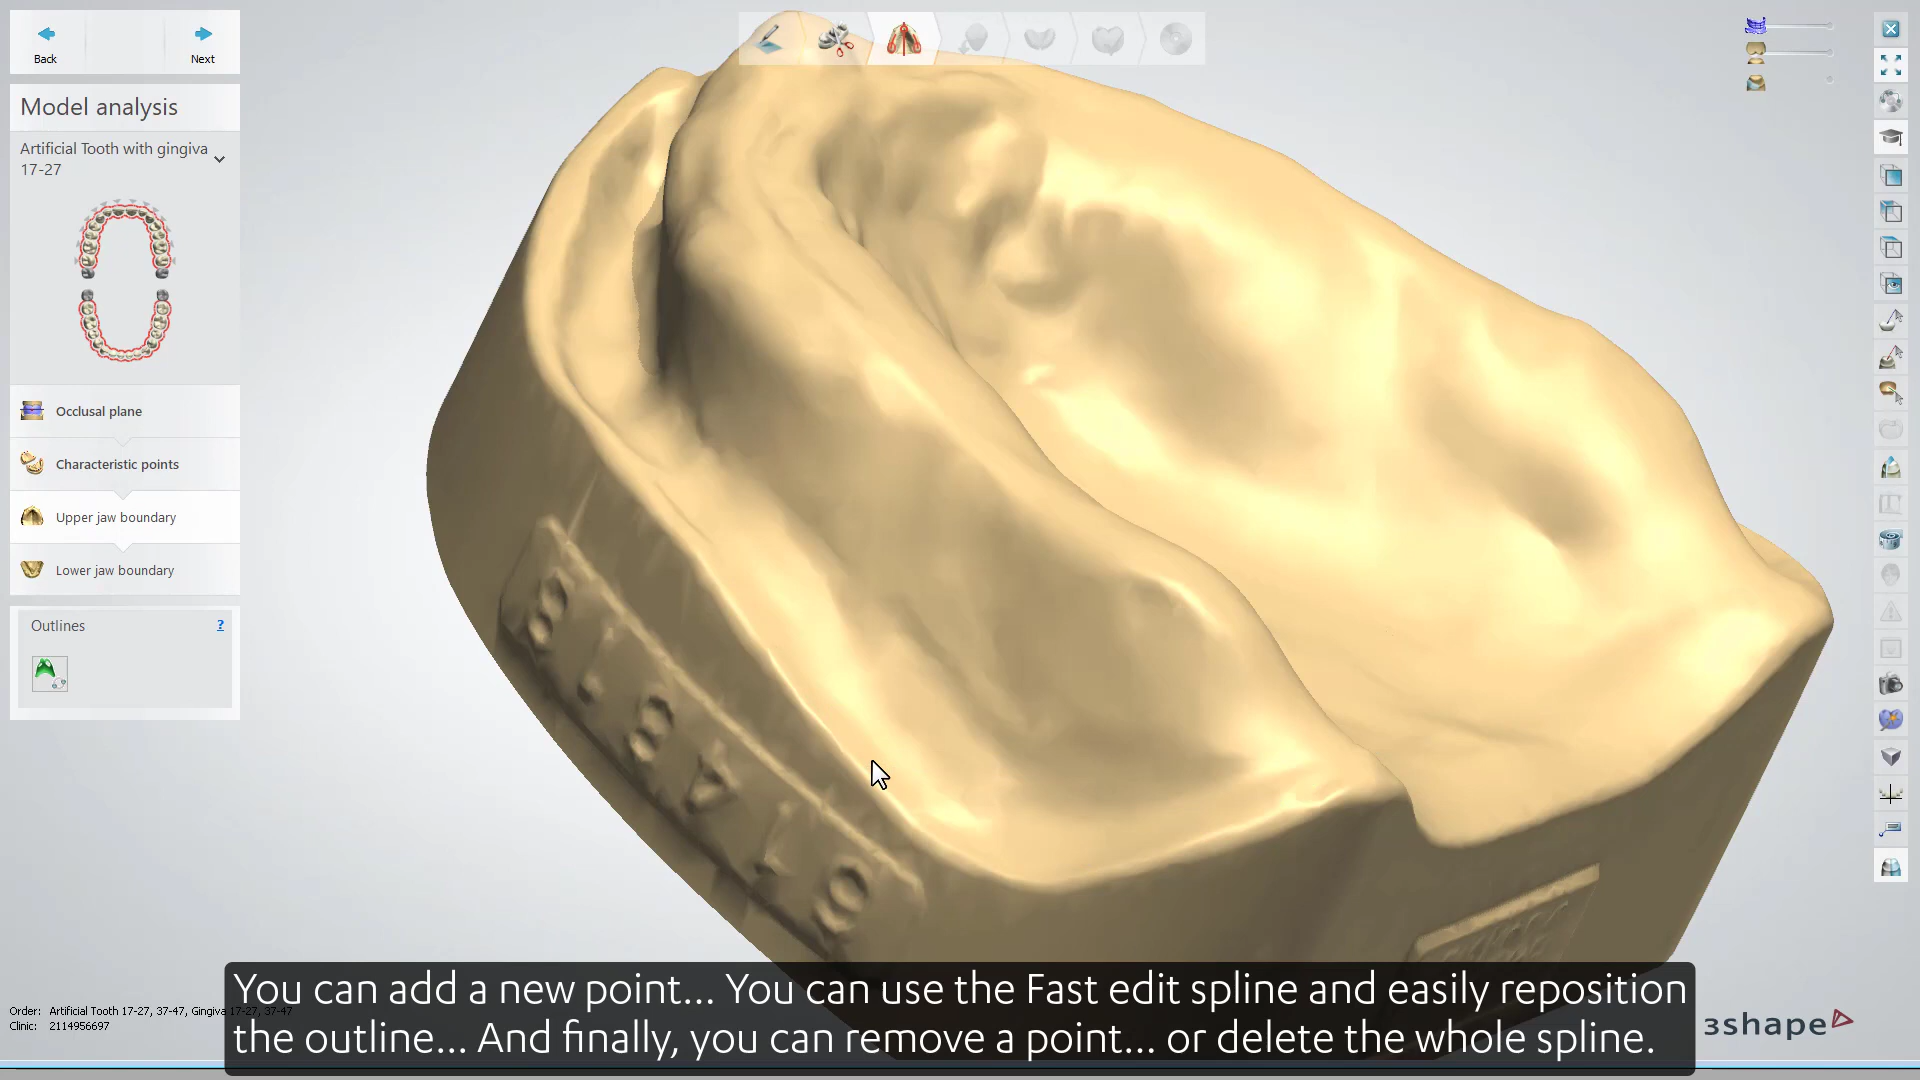 Back
Next
Model analysis
Artificial Tooth with gingiva
17-27
Occlusal plane
Characteristic points
Upper jaw boundary
Lower jaw boundary
Outlines
?
You can add a new point... You can use the Fast edit spline and easily reposition
the outline... And finally, you can remove a point... or delete the whole spline.
Order: Artificial Tooth 17-27, 37-47, Gingiva 17-27, 37-47
Clinic: 2114956697
3shape